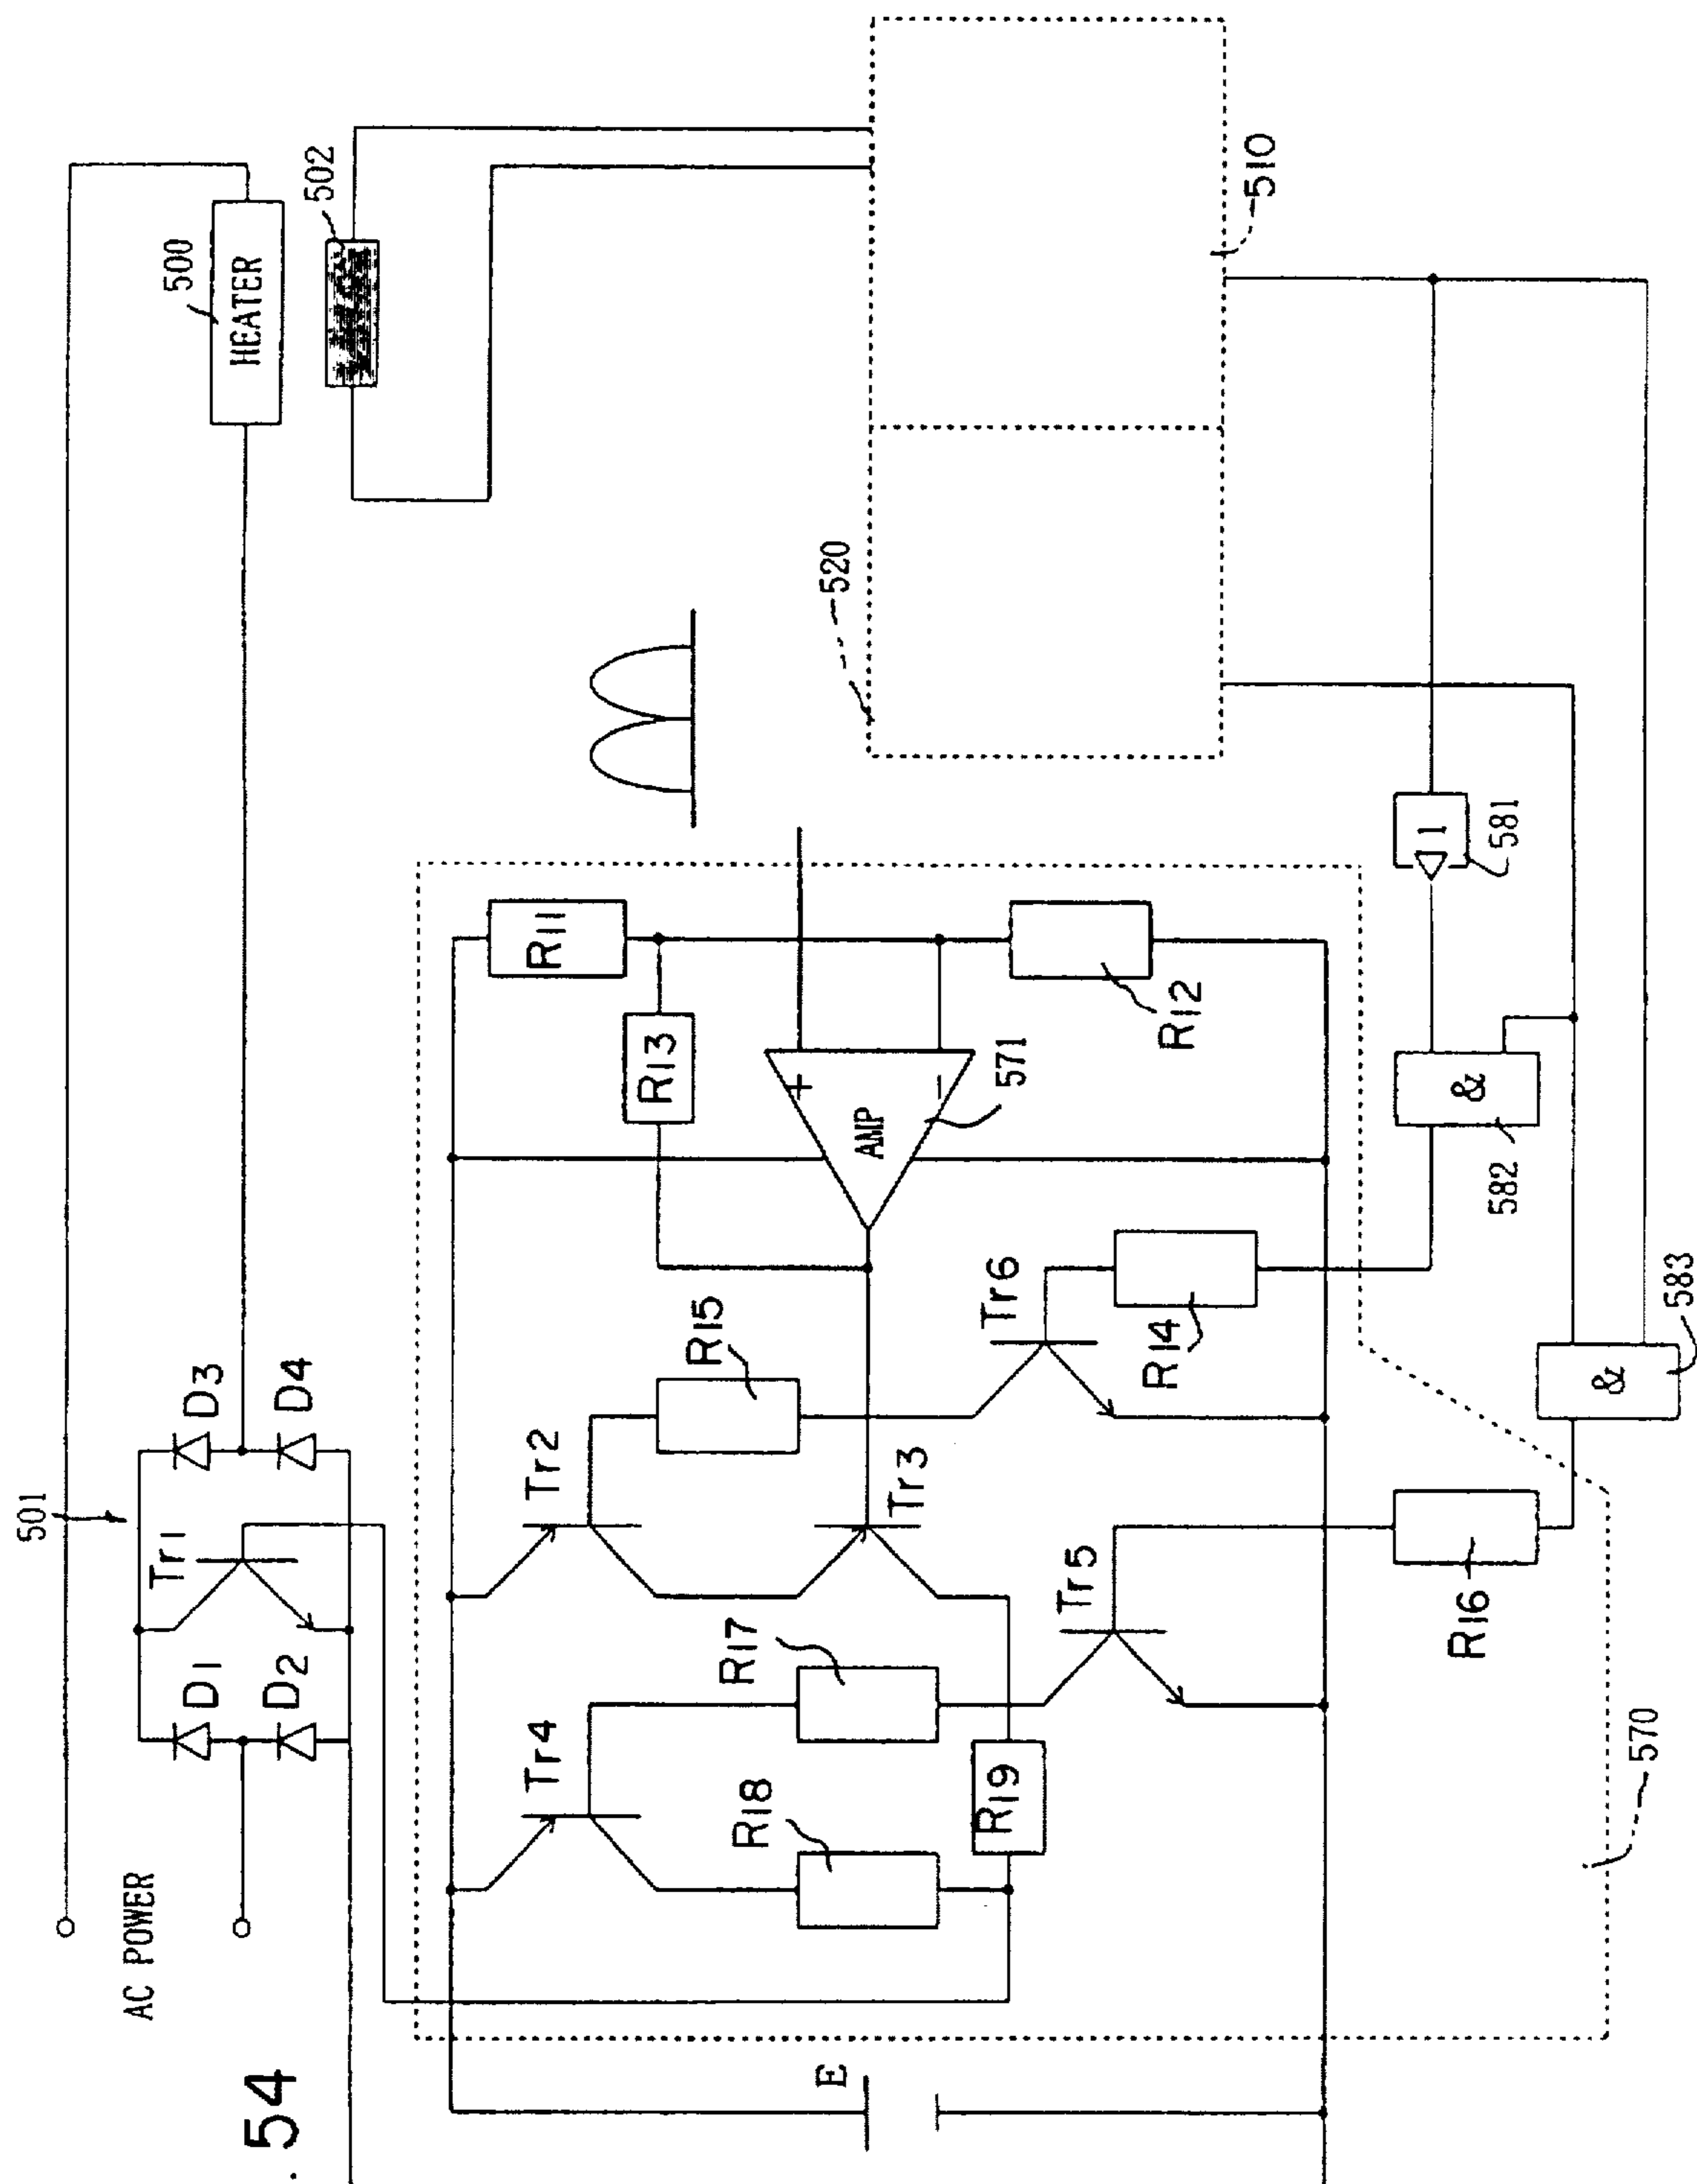 . 54
AC POWER
501
Tr1
D1
D2
D3
D4
500
HEATER
502
E
Tr4
R18
R17
R19
Tr2
R15
Tr3
Tr5
Tr6
R13
R11
AMP
+
−
571
R12
R14
R16
570
520
510
1
581
&
582
&
583